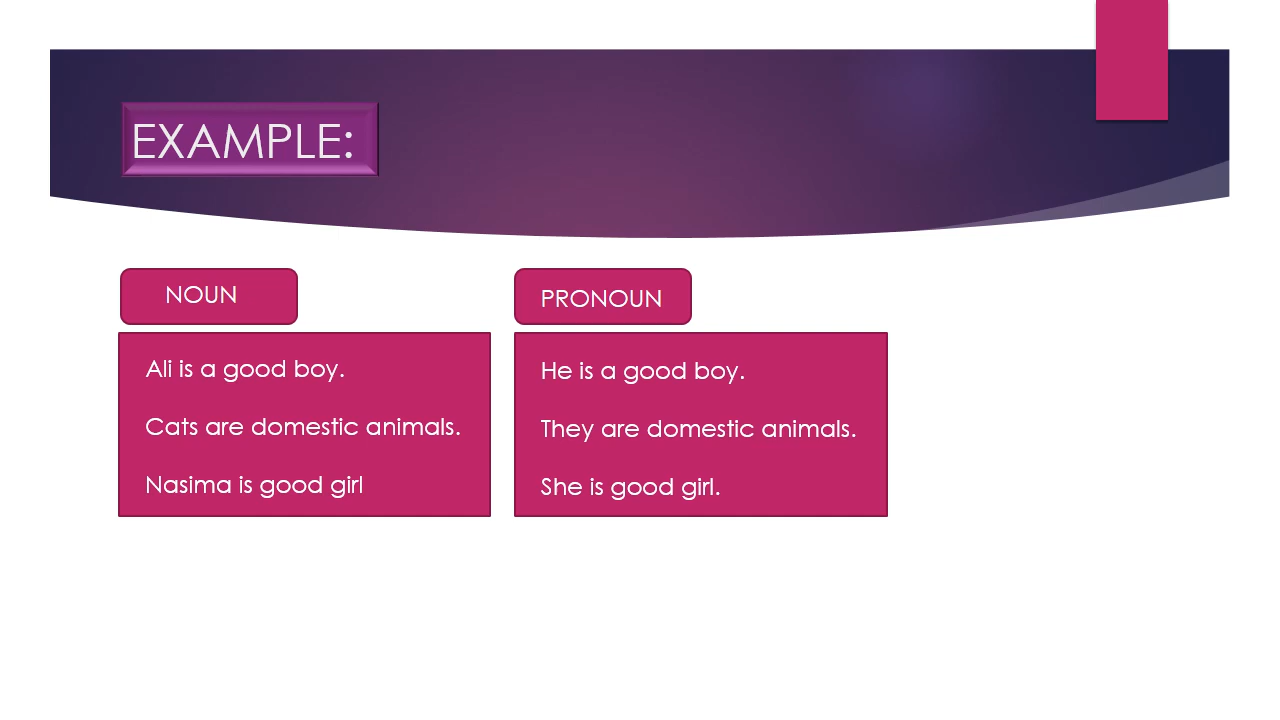 EXAMPLE:
NOUN
Ali is a good boy.
Cats are domestic animals.
Nasima is good girl
PRONOUN
He is a good boy.
They are domestic animals.
She is good girl.